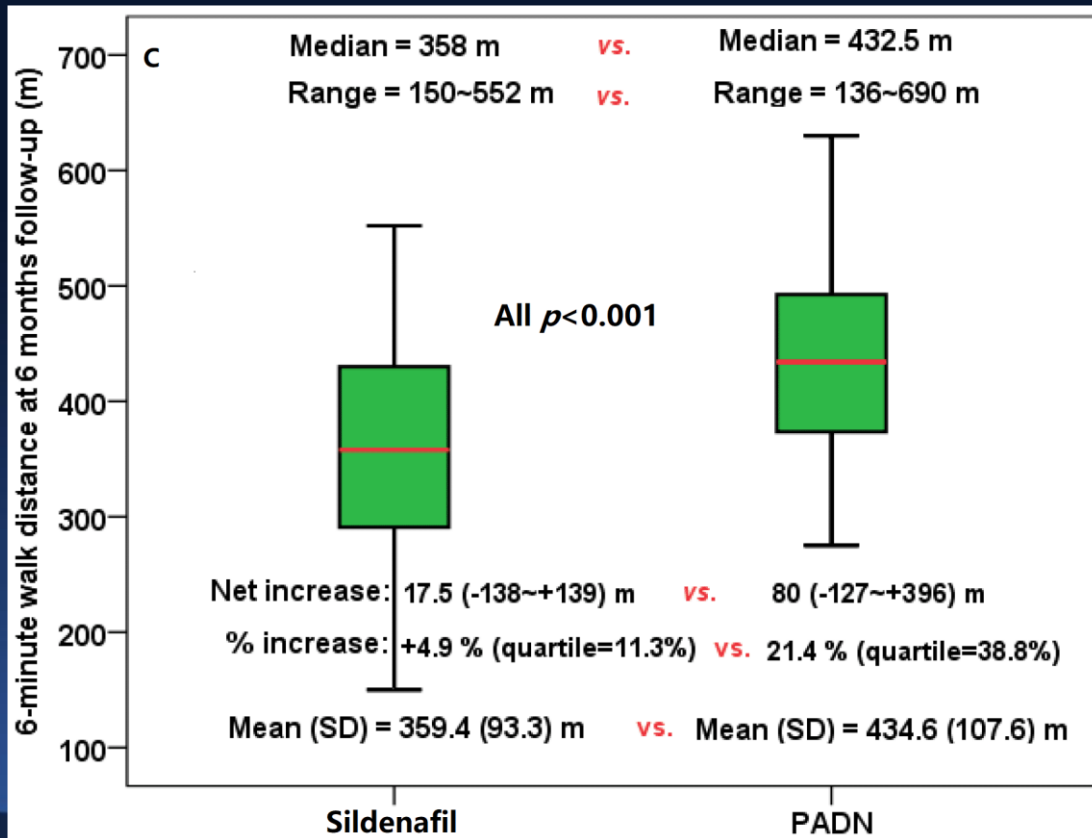 C
Median = 358 m vs. Median = 432.5 m
Range = 150~552 m vs. Range = 136~690 m
6-minute walk distance at 6 months follow-up (m)
700
600
500
400
300
200
100
All p<0.001
Net increase: 17.5 (-138~+139) m vs. 80 (-127~+396) m
% increase: +4.9 % (quartile=11.3%) vs. 21.4 % (quartile=38.8%)
Mean (SD) = 359.4 (93.3) m vs. Mean (SD) = 434.6 (107.6) m
Sildenafil PADN